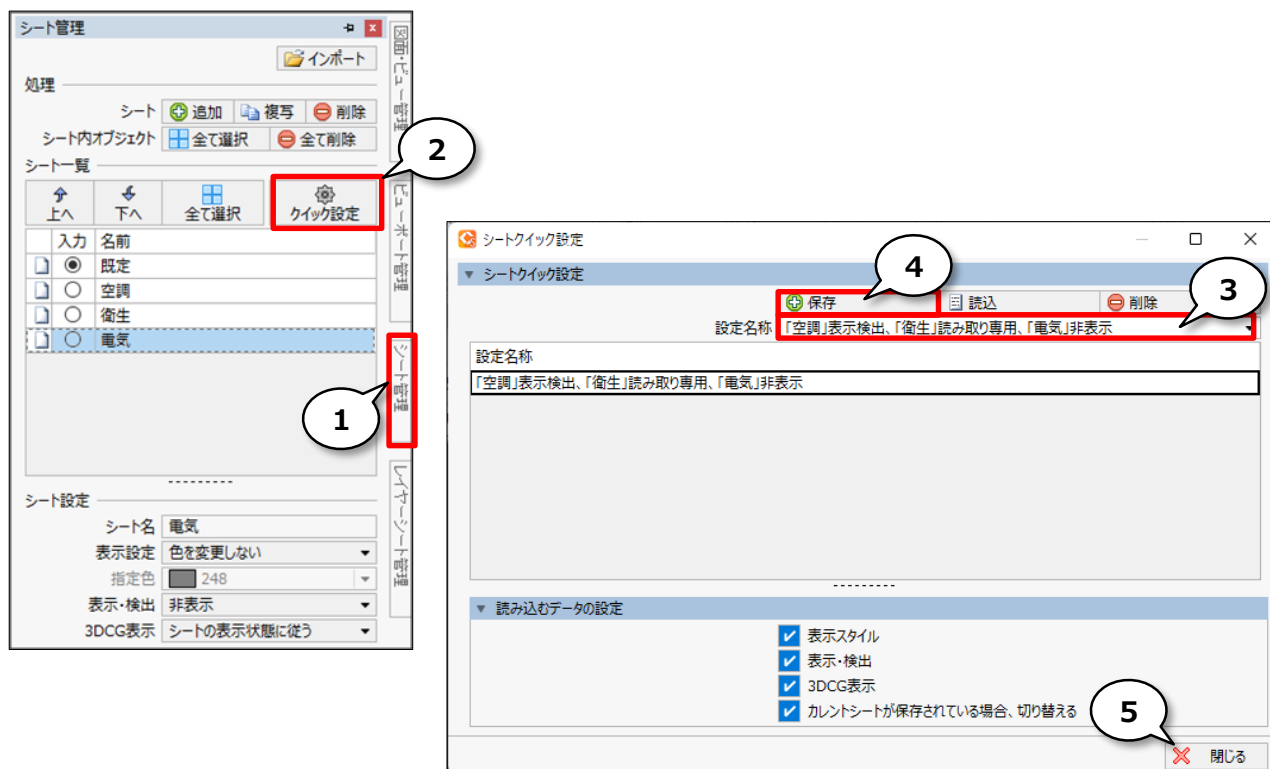 シート管理
インポート
処理
シート 追加 複写 削除
シート内オブジェクト 全て選択 全て削除
シート一覧
上へ 下へ 全て選択 クイック設定
入力 名前
既定
空調
衛生
電気
シート設定
シート名 電気
表示設定 色を変更しない
指定色 248
表示・検出 非表示
3DCG表示 シートの表示状態に従う
図面・ビュー管理
ビューポート管理
シート管理
レイヤーシート管理
1
2
シートクイック設定
シートクイック設定
保存 読込 削除
設定名称 「空調」表示検出、「衛生」読み取り専用、「電気」非表示
設定名称
「空調」表示検出、「衛生」読み取り専用、「電気」非表示
読み込むデータの設定
表示スタイル
表示・検出
3DCG表示
カレントシートが保存されている場合、切り替える
閉じる
4
3
5